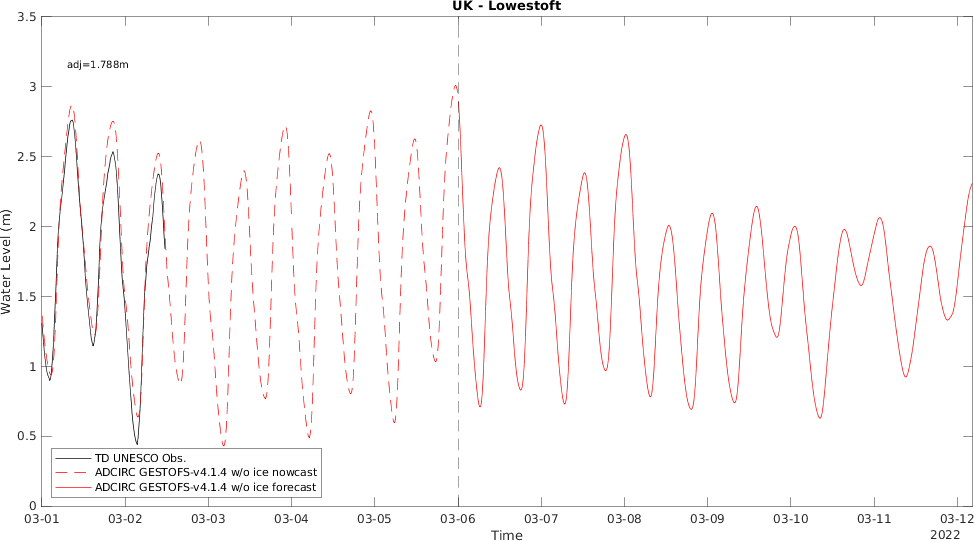 UK - Lowestoft
adj=1.788m
Water Level (m)
3.5
3
2.5
2
1.5
1
0.5
0
TD UNESCO Obs.
ADCIRC GESTOFS-v4.1.4 w/o ice nowcast
ADCIRC GESTOFS-v4.1.4 w/o ice forecast
03-01 03-02 03-03 03-04 03-05 03-06 03-07 03-08 03-09 03-10 03-11 03-12
Time
2022